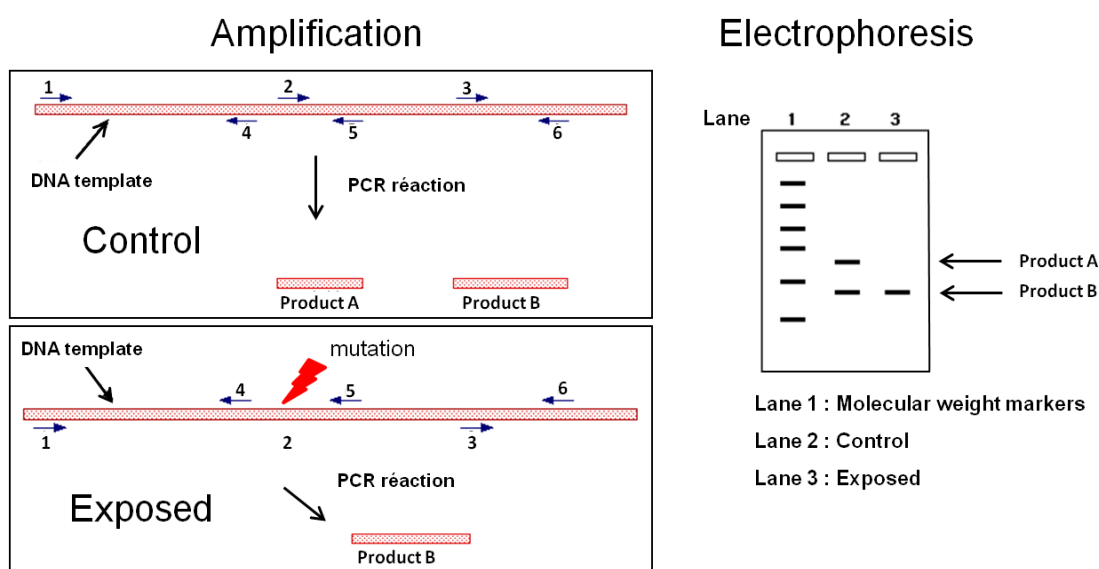 Amplification
Electrophoresis
1 2 3
4 5 6
DNA template
PCR réaction
Control
Product A Product B
DNA template mutation
4 5 6
1 2 3
PCR réaction
Exposed
Product B
Lane 1 2 3
Product A
Product B
Lane 1 : Molecular weight markers
Lane 2 : Control
Lane 3 : Exposed